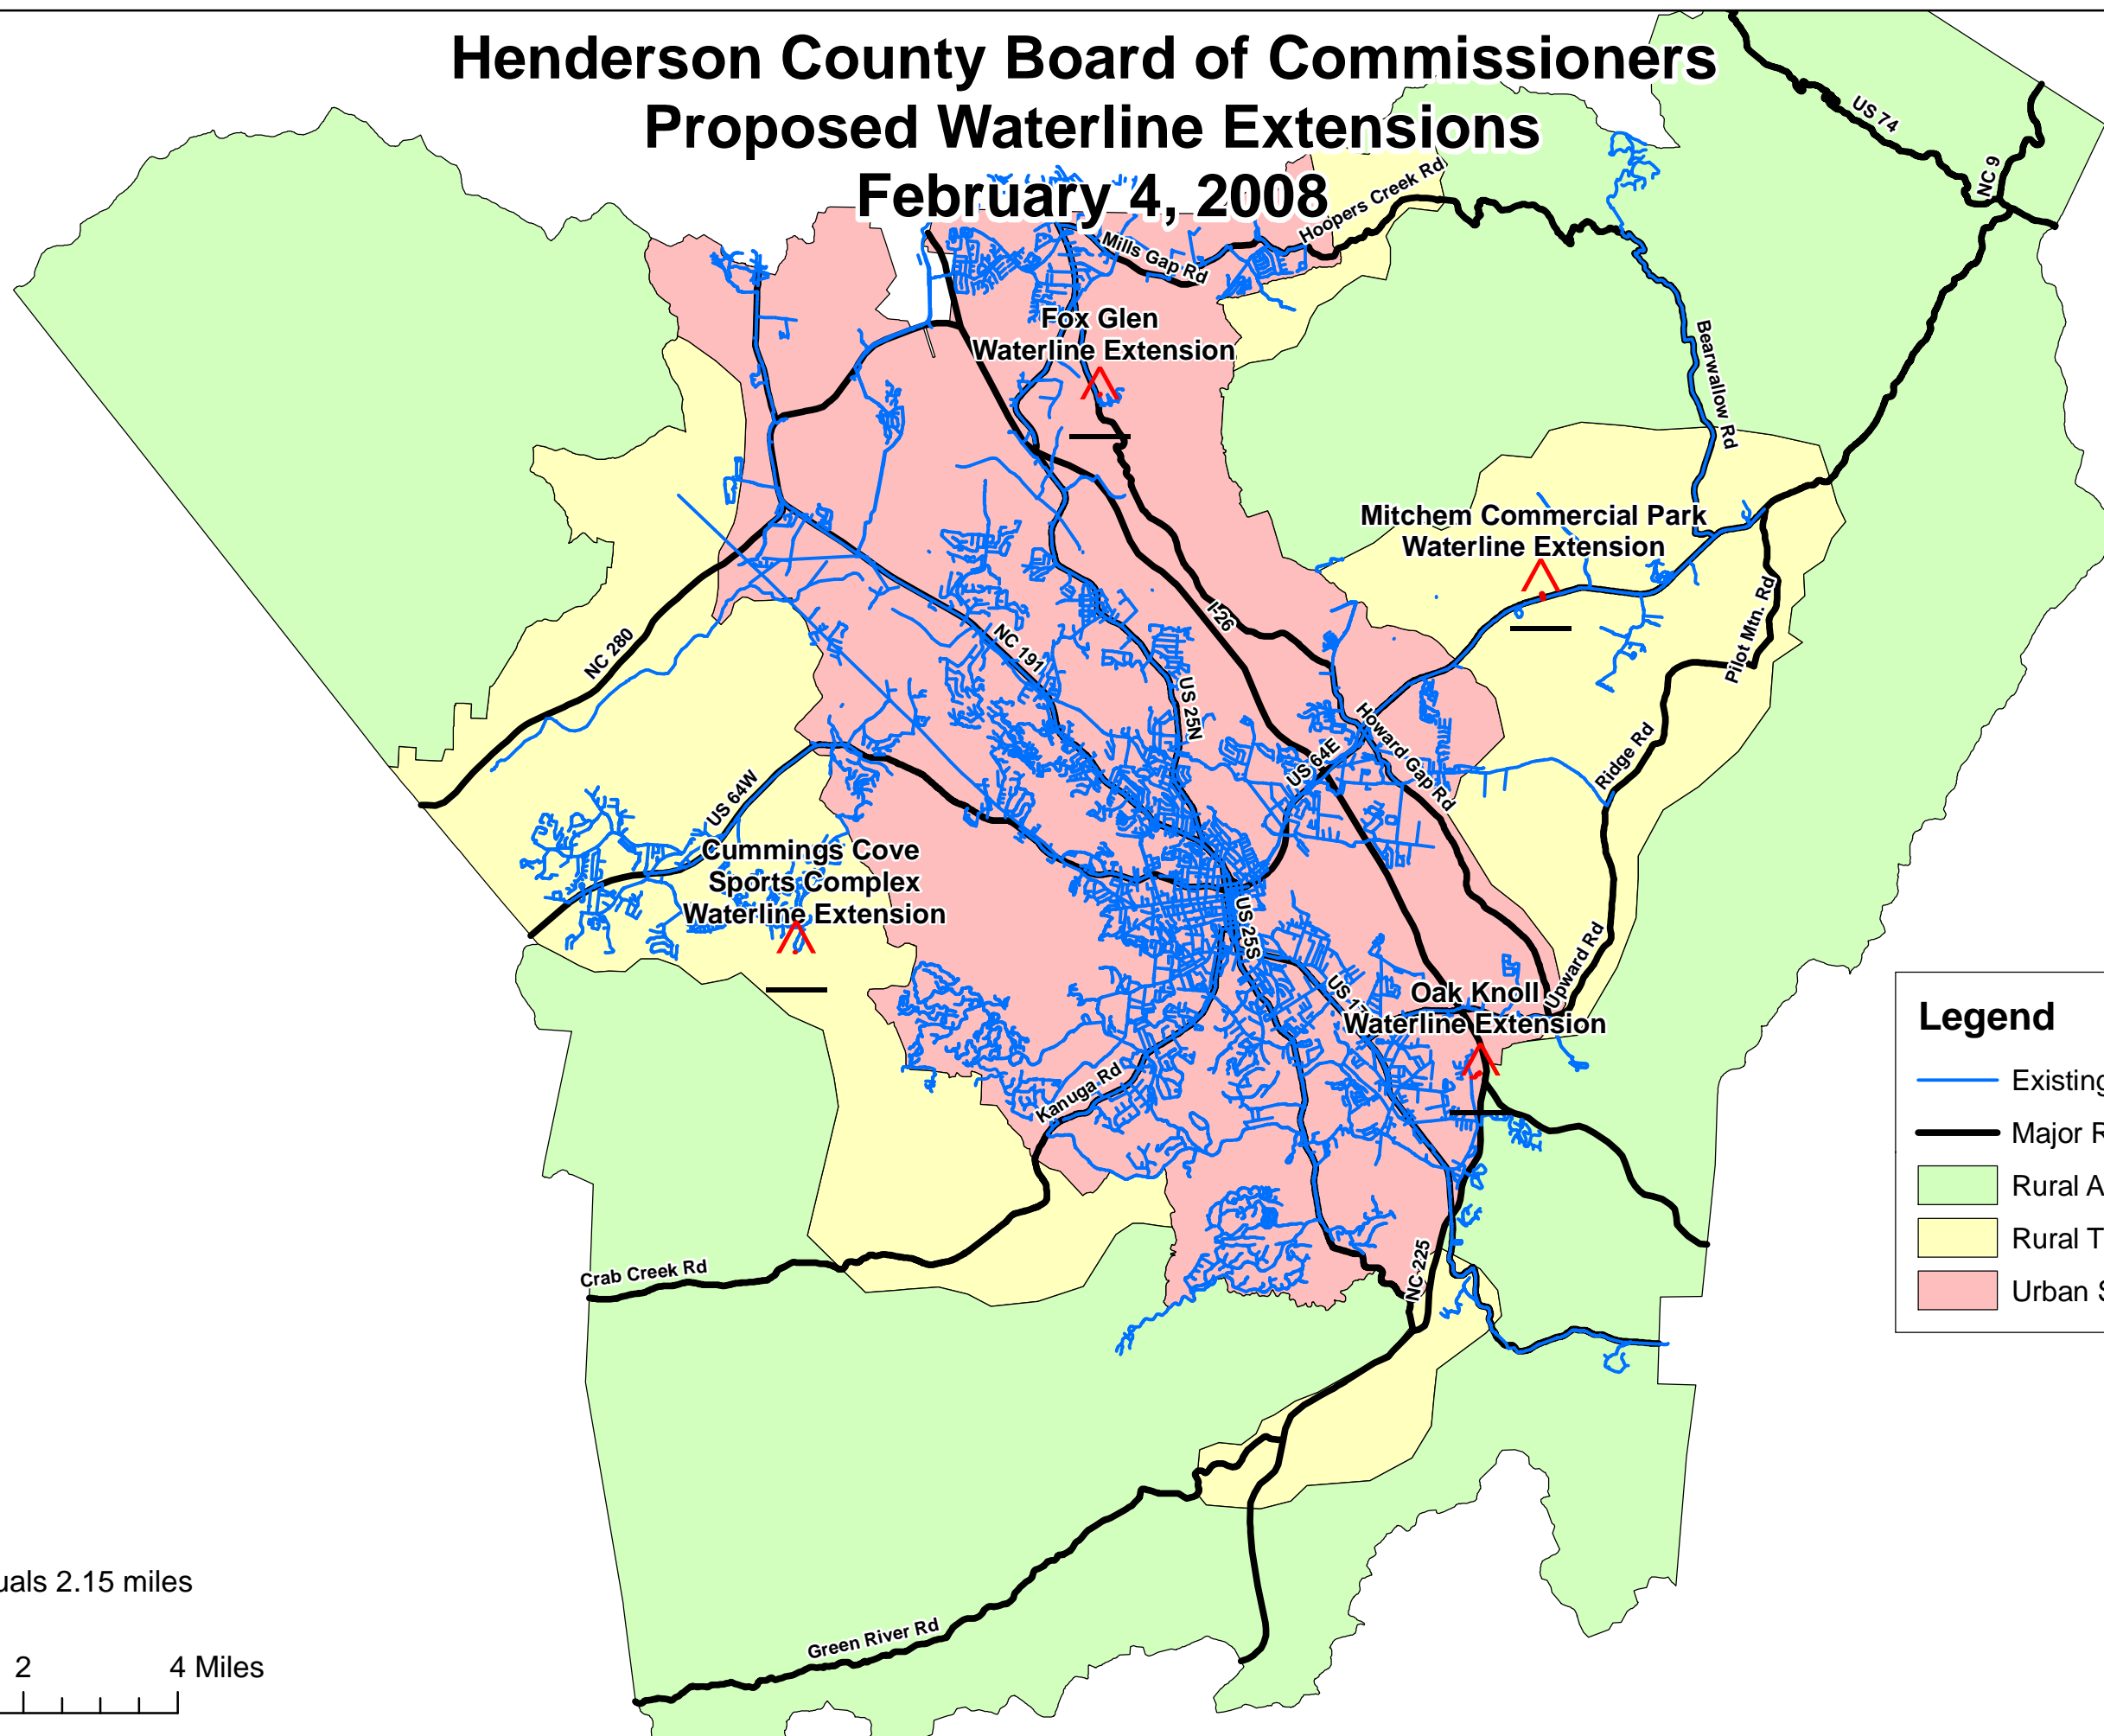 Henderson County Board of Commissioners
Proposed Waterline Extensions
February 4, 2008
US 74
NC 9
Hoopers Creek Rd
Mills Gap Rd
Fox Glen
Waterline Extension
Bearwallow Rd
Mitchem Commercial Park
Waterline Extension
NC 280
NC 191
I-26
Pilot Mtn. Rd
US 25N
Howard Gap Rd
US 64E
Ridge Rd
US 64W
Cummings Cove
Sports Complex
Waterline Extension
US 25S
Upward Rd
US 17
Oak Knoll
Waterline Extension
Kanuga Rd
Crab Creek Rd
NC 225
Green River Rd
Legend
Existing
Major R
Rural A
Rural T
Urban S
uals 2.15 miles
2
4 Miles